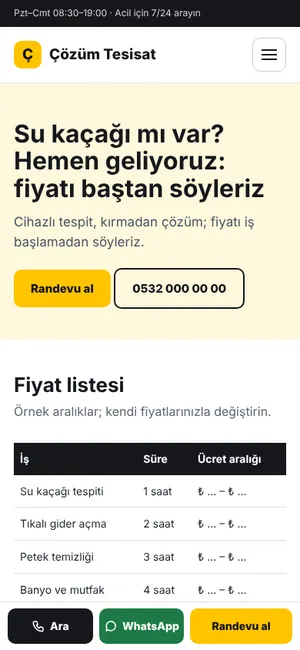 Pzt–Cmt 08:30–19:00 · Acil için 7/24 arayın
Ç Çözüm Tesisat
Su kaçağı mı var?
Hemen geliyoruz:
fiyatı baştan söyleriz
Cihazlı tespit, kırmadan çözüm; fiyatı iş
başlamadan söyleriz.
Randevu al 0532 000 00 00
Fiyat listesi
Örnek aralıklar; kendi fiyatlarınızla değiştirin.
İş Süre Ücret aralığı
Su kaçağı tespiti 1 saat ₺ … – ₺ …
Tıkalı gider açma 2 saat ₺ … – ₺ …
Petek temizliği 3 saat ₺ … – ₺ …
Banyo ve mutfak 4 saat ₺ … – ₺ …
Ara WhatsApp Randevu al